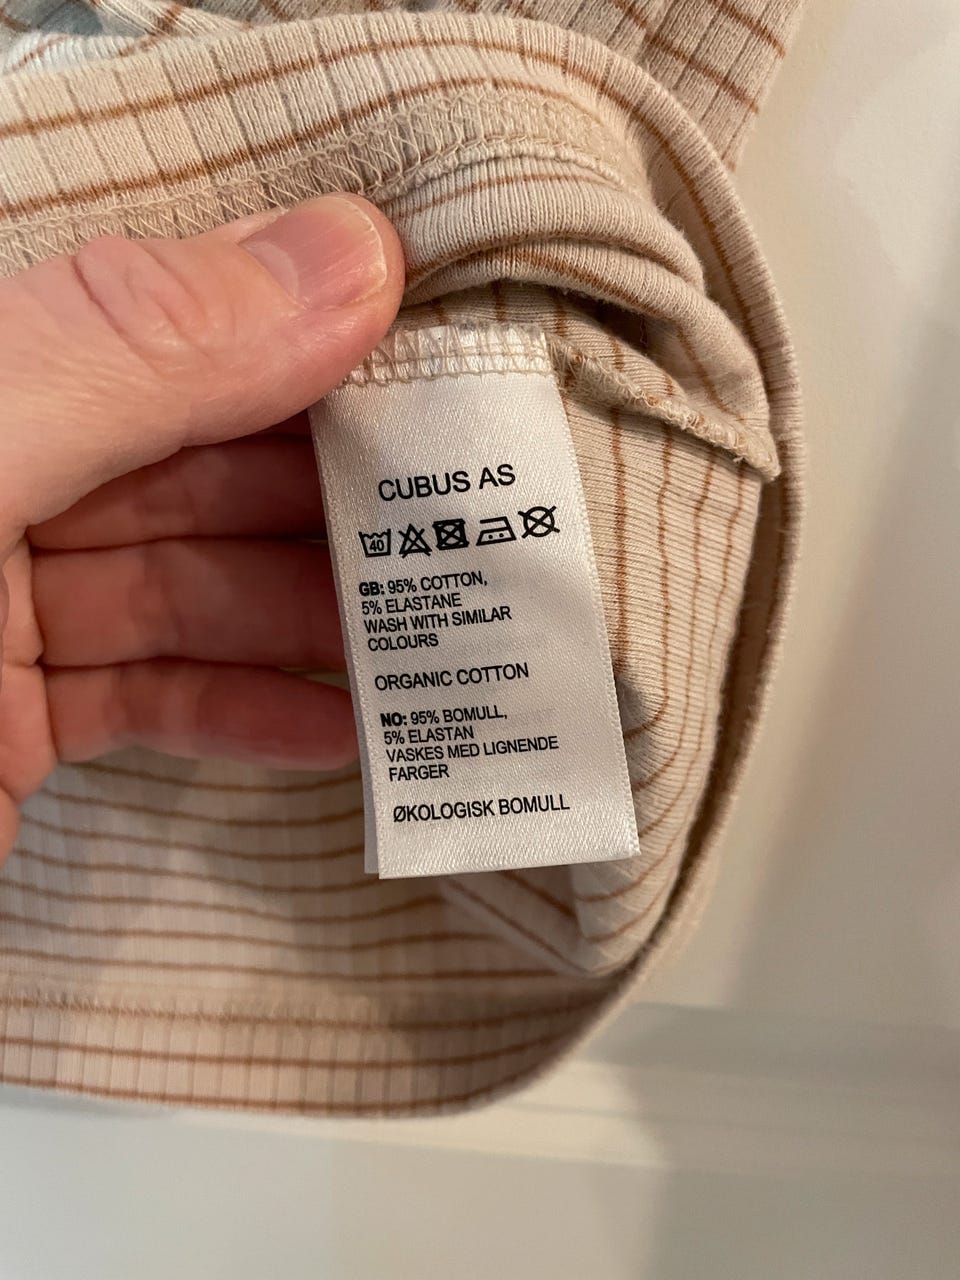 CUBUS AS
40
GB: 95% COTTON,
5% ELASTANE
WASH WITH SIMILAR
COLOURS
ORGANIC COTTON
NO: 95% BOMULL,
5% ELASTAN
VASKES MED LIGNENDE
FARGER
ØKOLOGISK BOMULL